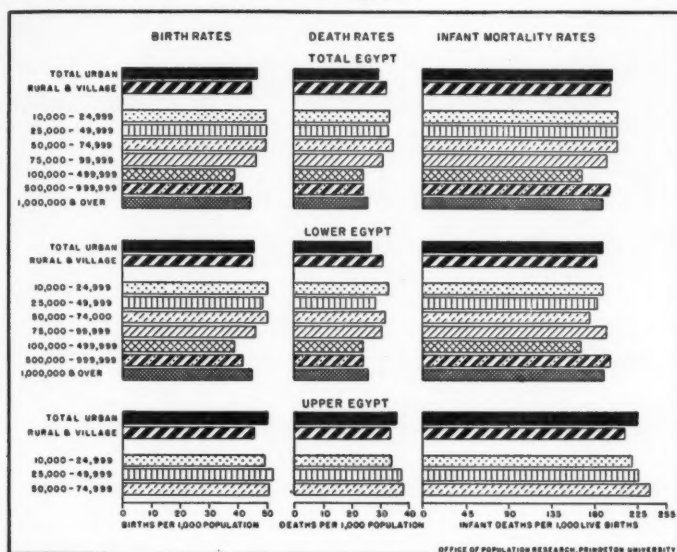 BIRTH RATES DEATH RATES INFANT MORTALITY RATES
TOTAL EGYPT
TOTAL URBAN
RURAL & VILLAGE
10,000 - 24,999
25,000 - 49,999
50,000 - 74,999
75,000 - 99,999
100,000 - 499,999
500,000 - 999,999
1,000,000 & OVER
LOWER EGYPT
TOTAL URBAN
RURAL & VILLAGE
10,000 - 24,999
25,000 - 49,999
50,000 - 74,000
75,000 - 99,999
100,000 - 499,999
500,000 - 999,999
1,000,000 & OVER
UPPER EGYPT
TOTAL URBAN
RURAL & VILLAGE
10,000 - 24,999
25,000 - 49,999
50,000 - 74,999
0 10 20 30 40 50 0 10 20 30 40 0 45 90 135 180 225 255
BIRTHS PER 1,000 POPULATION DEATHS PER 1,000 POPULATION INFANT DEATHS PER 1,000 LIVE BIRTHS
OFFICE OF POPULATION RESEARCH, PRINCETON UNIVERSITY